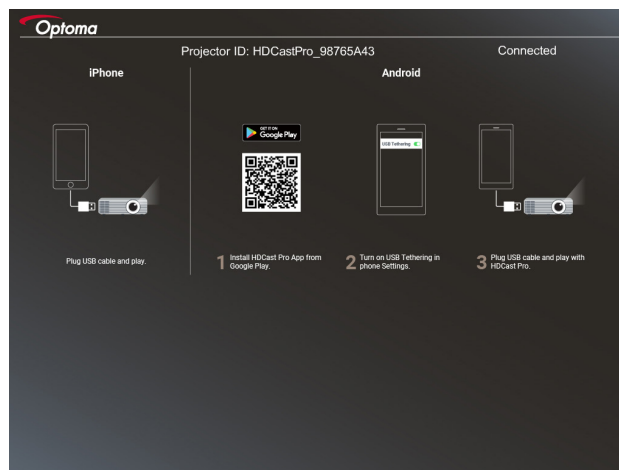 Optoma
Projector ID: HDCastPro_98765A43
Connected
iPhone
Android
GET IT ON
Google Play
USB Tethering
Plug USB cable and play.
1 Install HDCast Pro App from
Google Play.
2 Turn on USB Tethering in
phone Settings.
3 Plug USB cable and play with
HDCast Pro.